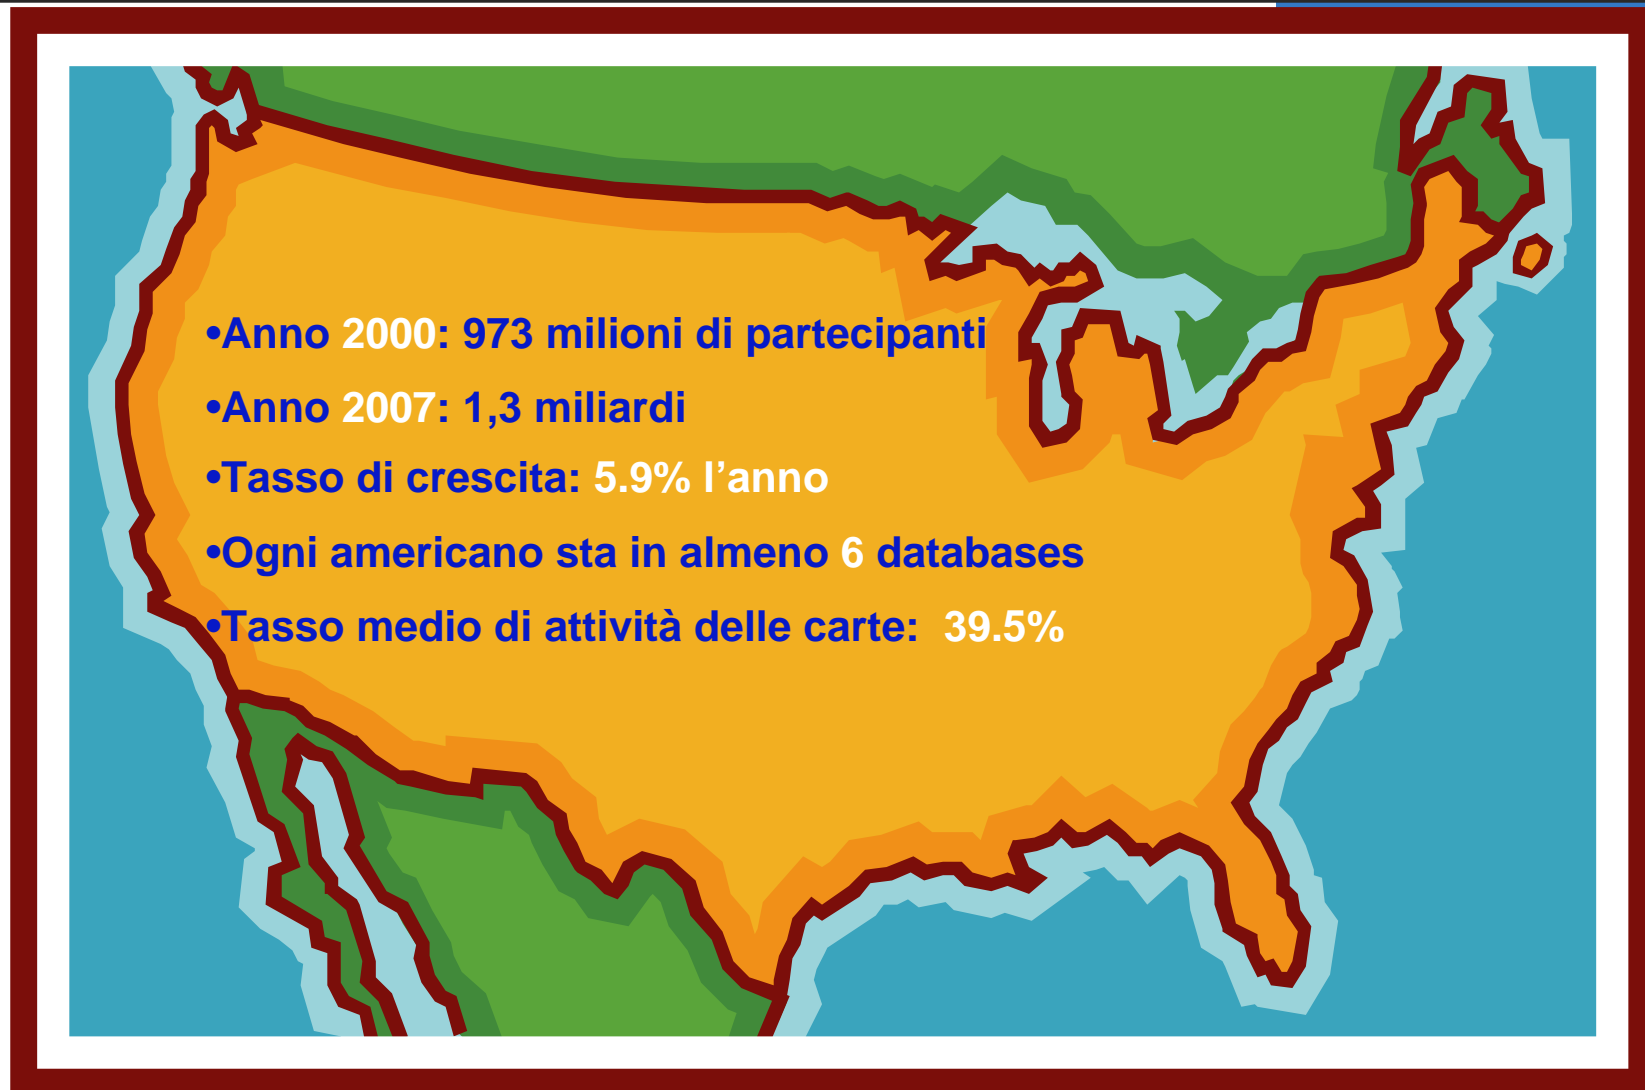 •Anno 2000: 973 milioni di partecipanti
•Anno 2007: 1,3 miliardi
•Tasso di crescita: 5.9% l’anno
•Ogni americano sta in almeno 6 databases
•Tasso medio di attività delle carte:  39.5%